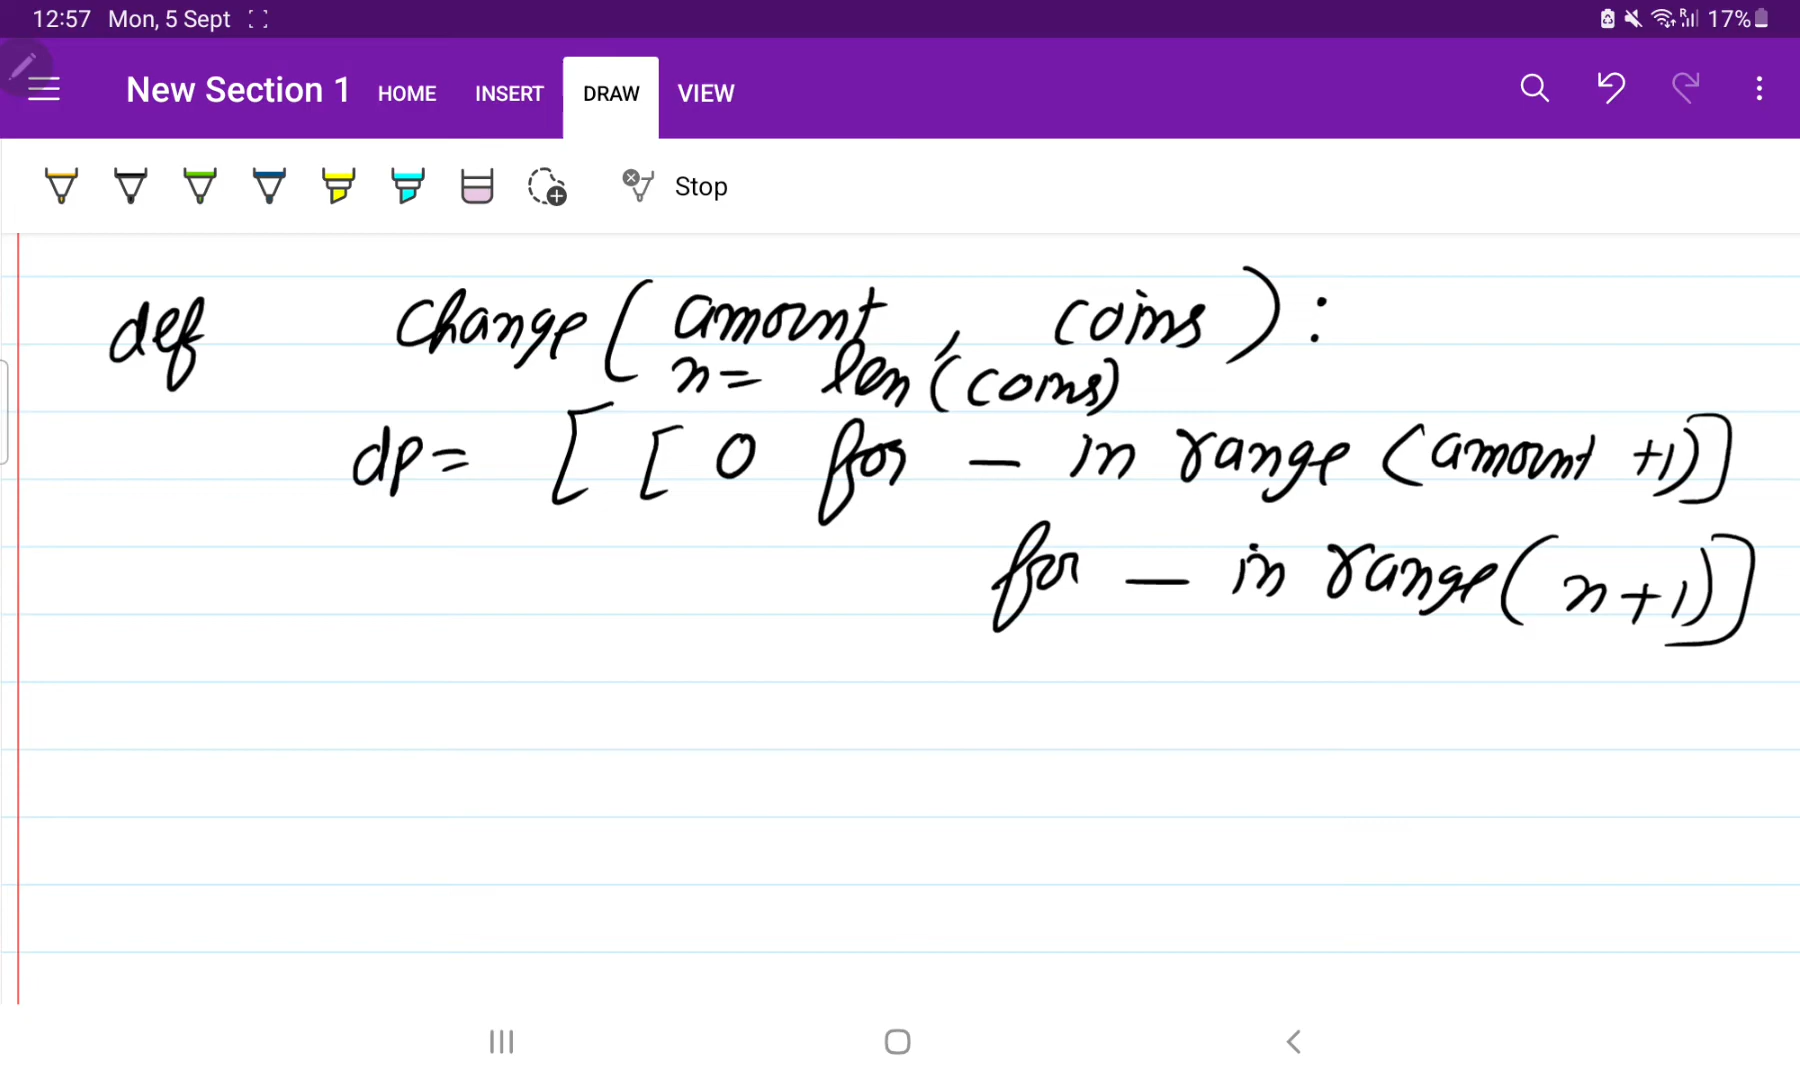 12:57 Mon, 5 Sept 17%
New Section 1 HOME INSERT DRAW VIEW
Stop
def change(amount, coins):
n= len(coins)
dp= [[0 for _ in range(amount +1)]
for _ in range(n+1)]